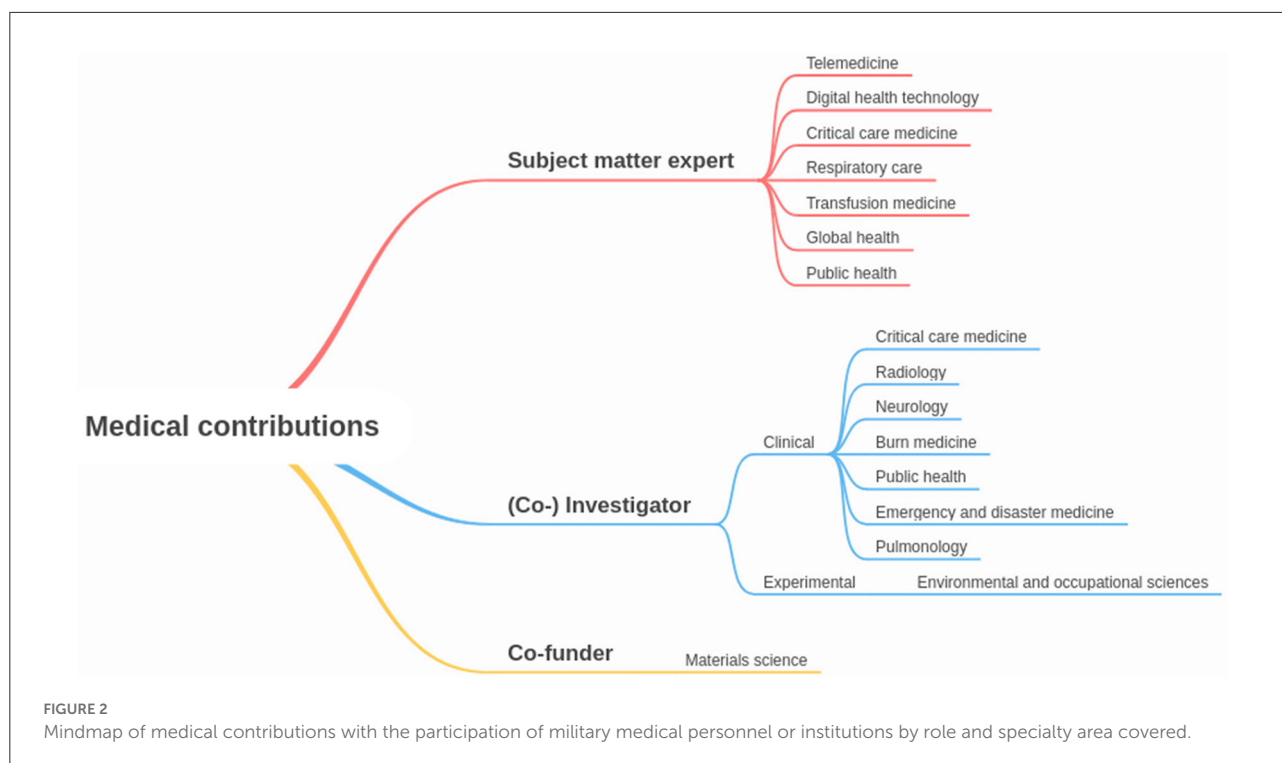 Telemedicine
Digital health technology
Critical care medicine
Subject matter expert
Respiratory care
Transfusion medicine
Global health
Public health
Medical contributions
Critical care medicine
Radiology
Neurology
Clinical
Burn medicine
Public health
(Co-) Investigator
Emergency and disaster medicine
Pulmonology
Experimental
Environmental and occupational sciences
Co-funder
Materials science
FIGURE 2
Mindmap of medical contributions with the participation of military medical personnel or institutions by role and specialty area covered.